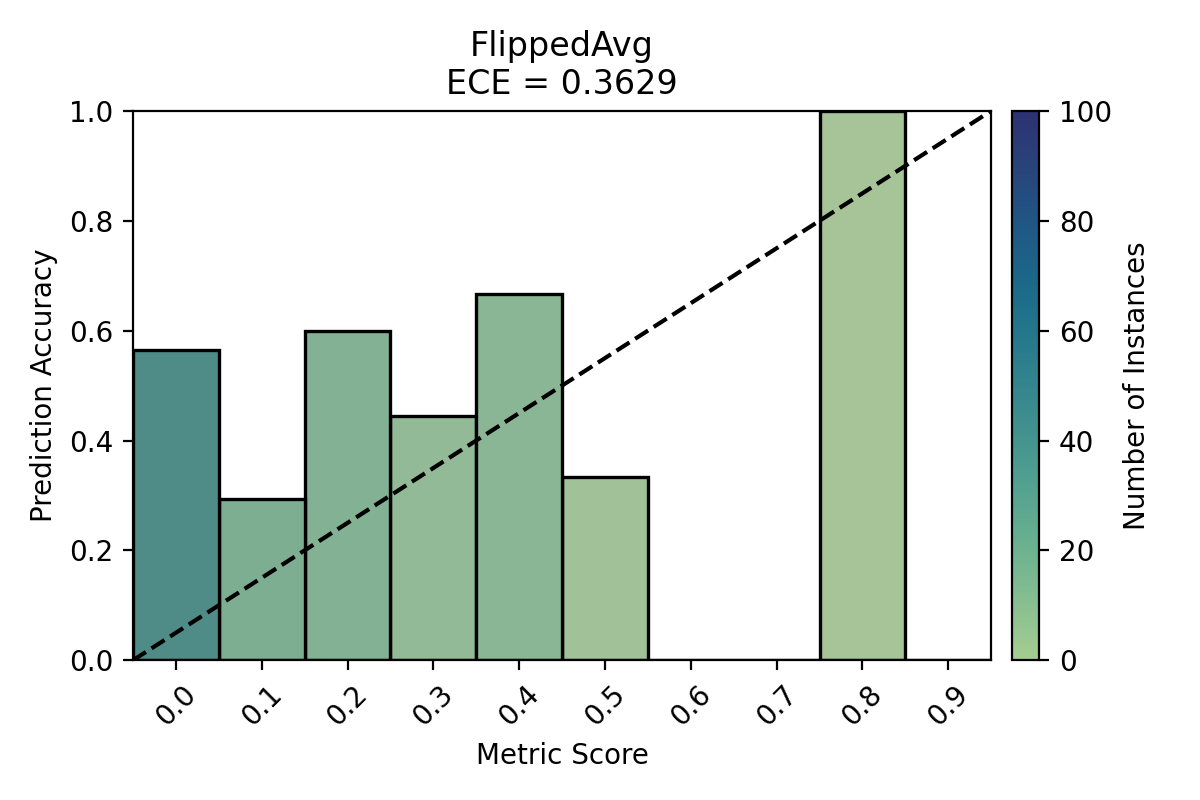 FlippedAvg
ECE = 0.3629
1.0
0.8
0.6
0.4
0.2
0.0
Prediction Accuracy
0.0 0.1 0.2 0.3 0.4 0.5 0.6 0.7 0.8 0.9
Metric Score
100
80
60
40
20
0
Number of Instances